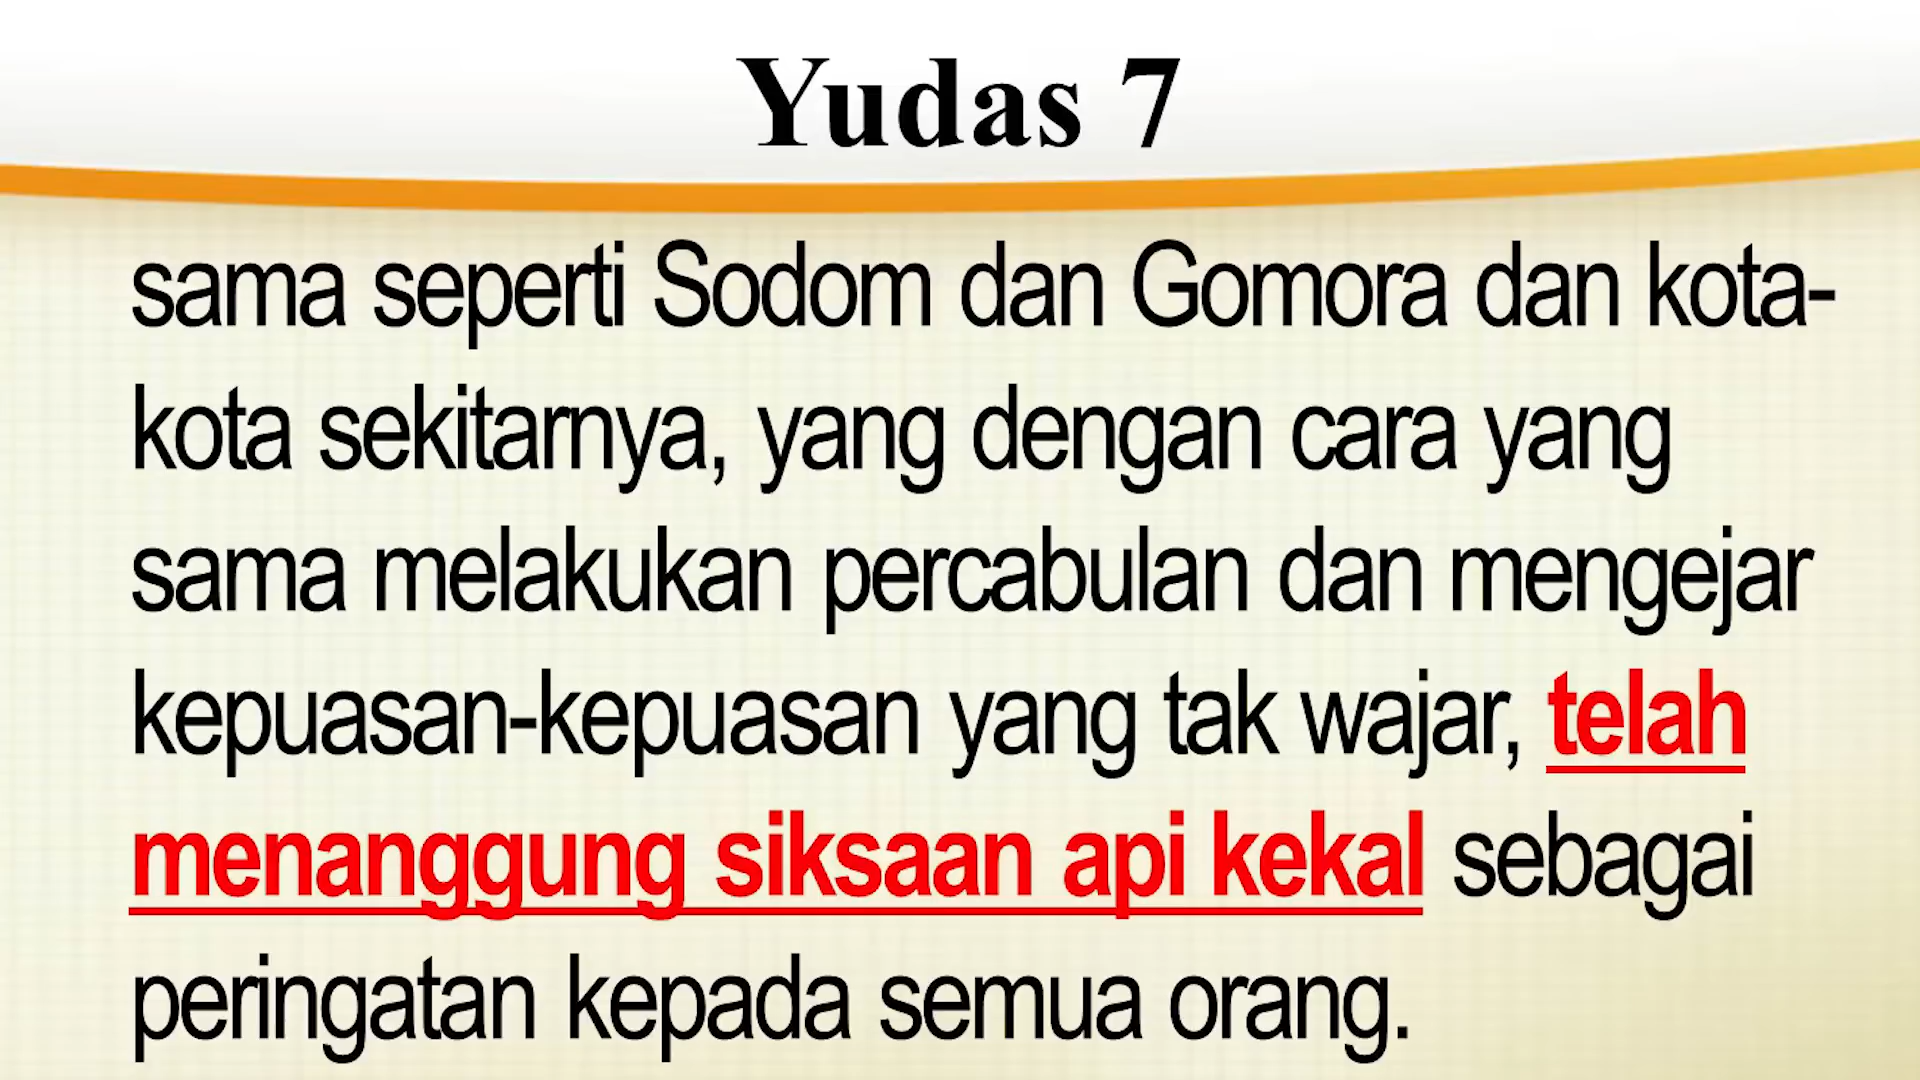 Yudas 7
sama seperti Sodom dan Gomora dan kota-
kota sekitarnya, yang dengan cara yang
sama melakukan percabulan dan mengejar
kepuasan-kepuasan yang tak wajar, telah
menanggung siksaan api kekal sebagai
peringatan kepada semua orang.